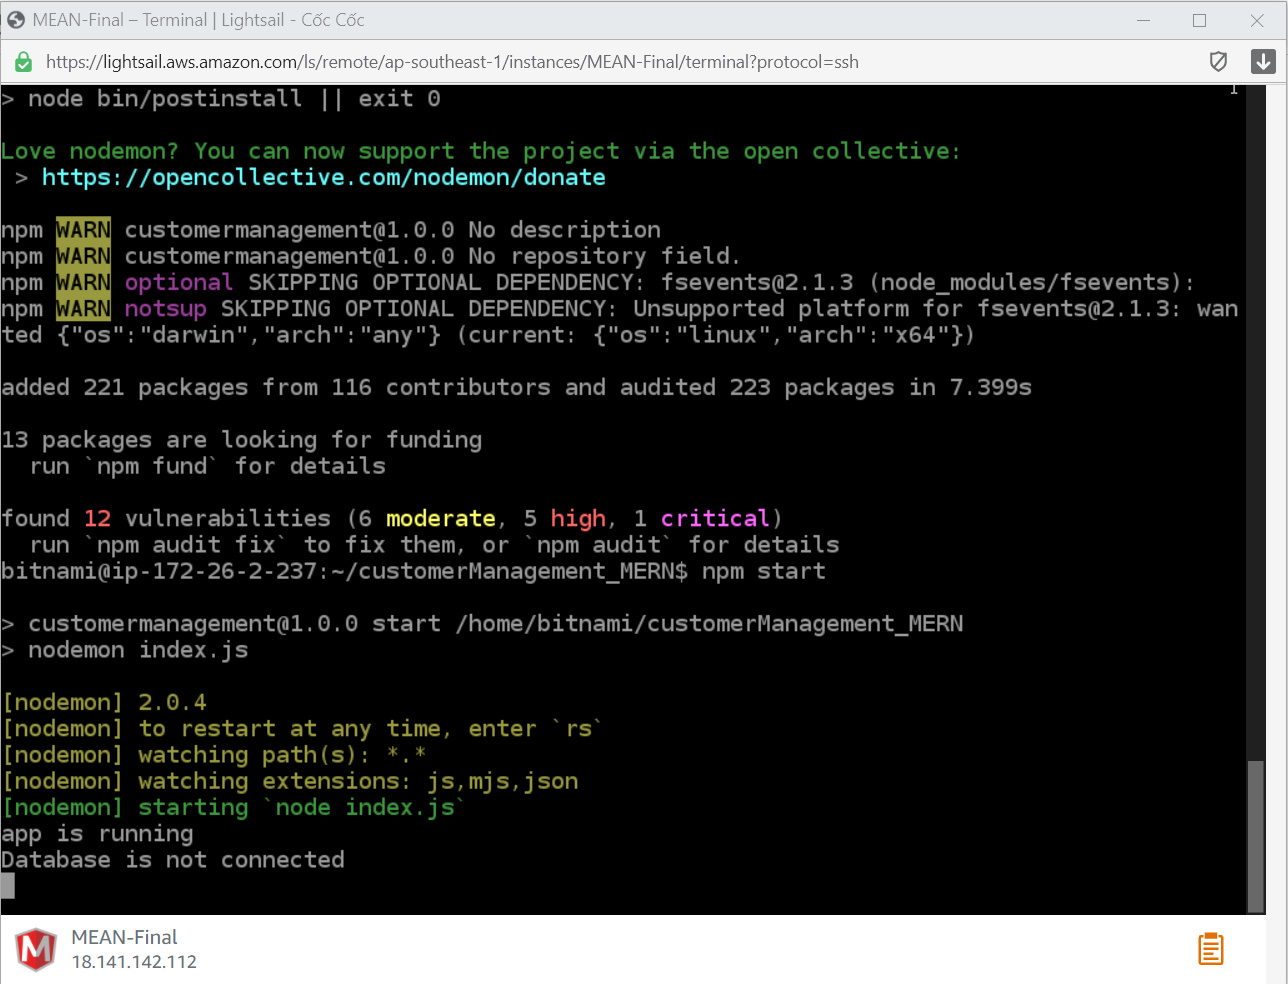 MEAN-Final – Terminal | Lightsail - Cốc Cốc
https://lightsail.aws.amazon.com/ls/remote/ap-southeast-1/instances/MEAN-Final/terminal?protocol=ssh
> node bin/postinstall || exit 0
Love nodemon? You can now support the project via the open collective:
> https://opencollective.com/nodemon/donate
npm WARN customermanagement@1.0.0 No description
npm WARN customermanagement@1.0.0 No repository field.
npm WARN optional SKIPPING OPTIONAL DEPENDENCY: fsevents@2.1.3 (node_modules/fsevents):
npm WARN notsup SKIPPING OPTIONAL DEPENDENCY: Unsupported platform for fsevents@2.1.3: wan
ted {"os":"darwin","arch":"any"} (current: {"os":"linux","arch":"x64"})
added 221 packages from 116 contributors and audited 223 packages in 7.399s
13 packages are looking for funding
run `npm fund` for details
found 12 vulnerabilities (6 moderate, 5 high, 1 critical)
run `npm audit fix` to fix them, or `npm audit` for details
bitnami@ip-172-26-2-237:~/customerManagement_MERN$ npm start
> customermanagement@1.0.0 start /home/bitnami/customerManagement_MERN
> nodemon index.js
[nodemon] 2.0.4
[nodemon] to restart at any time, enter `rs`
[nodemon] watching path(s): *.*
[nodemon] watching extensions: js,mjs,json
[nodemon] starting `node index.js`
app is running
Database is not connected
MEAN-Final
18.141.142.112